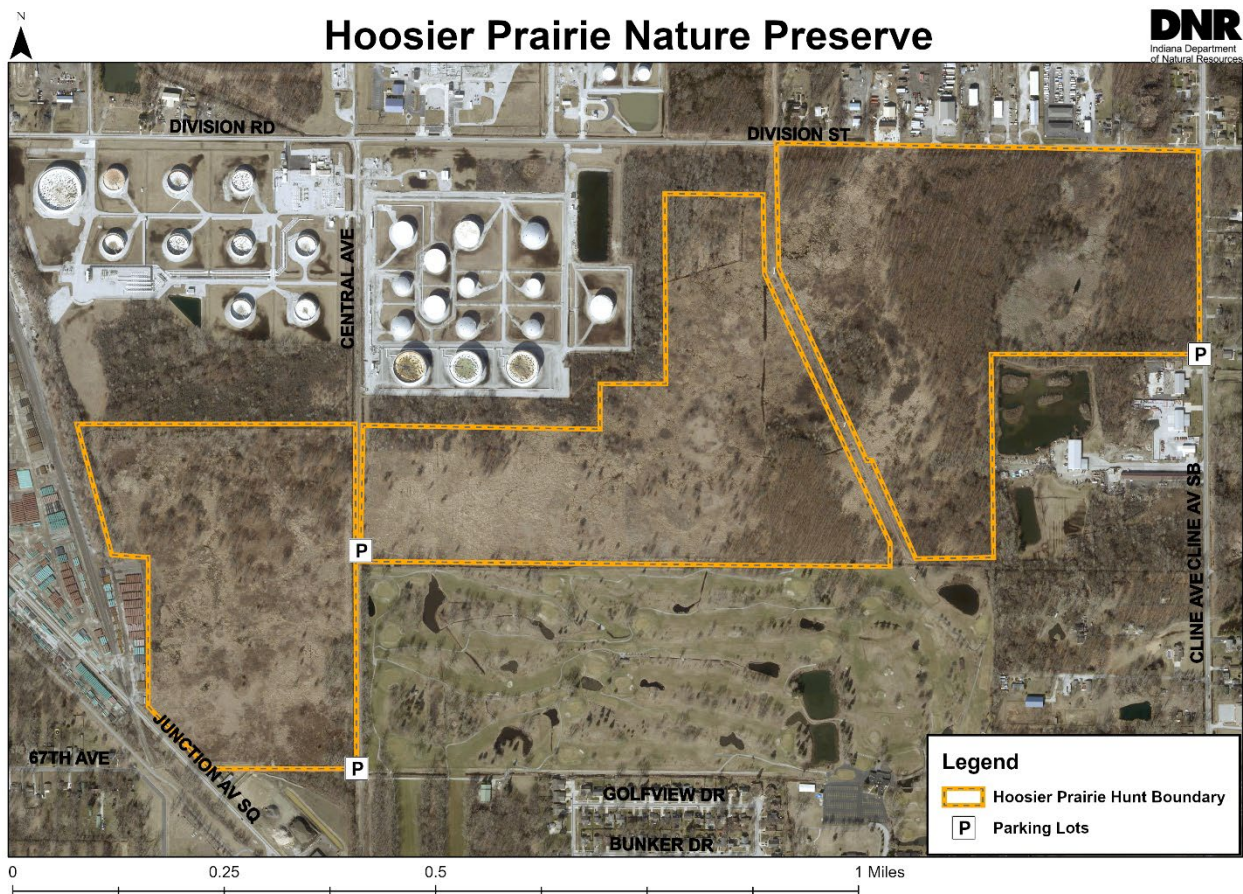 N
Hoosier Prairie Nature Preserve
DNR
Indiana Department
of Natural Resources
DIVISION RD
DIVISION ST
CENTRAL AVE
P
P
CLINE AVE
CLINE AV SB
JUNCTION AV SQ
67TH AVE
P
GOLFVIEW DR
BUNKER DR
Legend
Hoosier Prairie Hunt Boundary
P Parking Lots
0 0.25 0.5 1 Miles